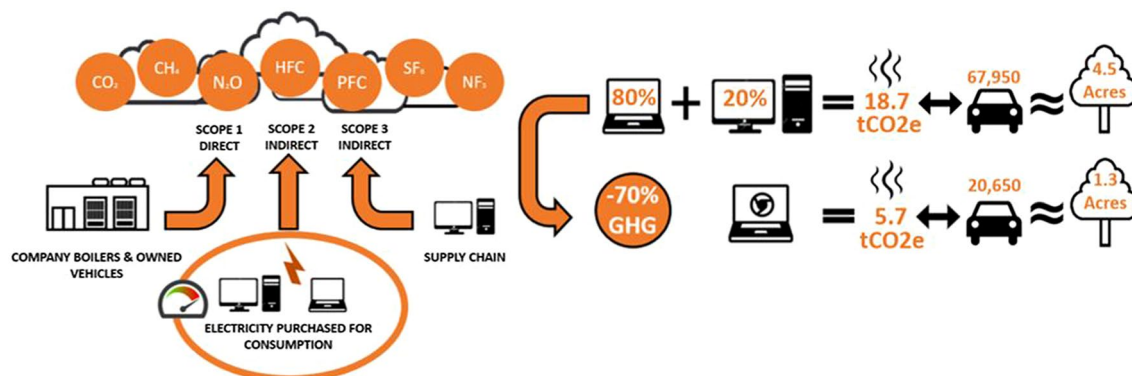 CO₂
CH₄
N₂O
HFC
PFC
SF₆
NF₃
SCOPE 1
DIRECT
SCOPE 2
INDIRECT
SCOPE 3
INDIRECT
COMPANY BOILERS & OWNED
VEHICLES
SUPPLY CHAIN
ELECTRICITY PURCHASED FOR
CONSUMPTION
80%
20%
18.7
tCO2e
67,950
4.5
Acres
-70%
GHG
5.7
tCO2e
20,650
1.3
Acres